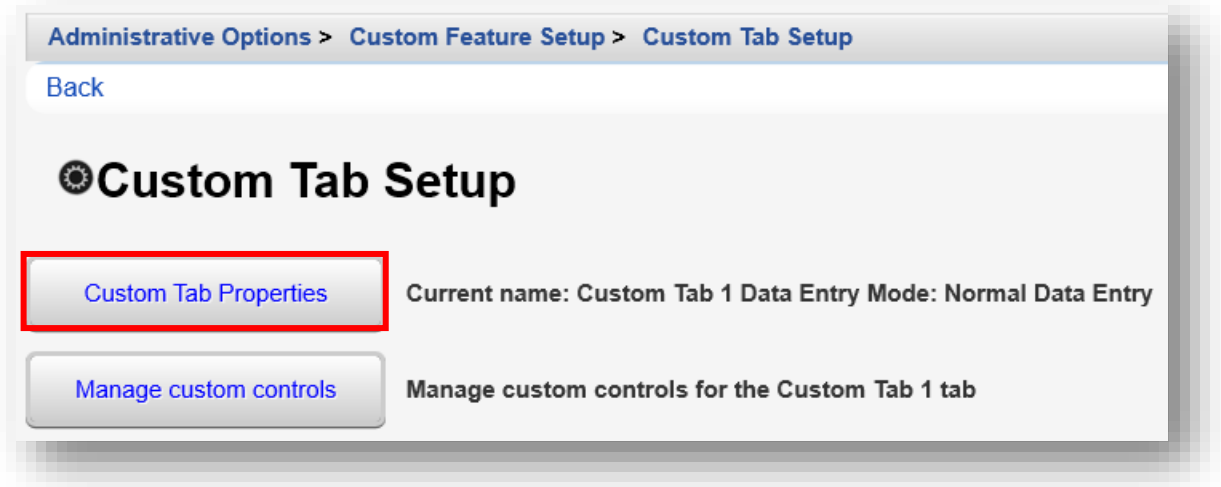 Administrative Options > Custom Feature Setup > Custom Tab Setup
Back
Custom Tab Setup
Custom Tab Properties Current name: Custom Tab 1 Data Entry Mode: Normal Data Entry
Manage custom controls Manage custom controls for the Custom Tab 1 tab